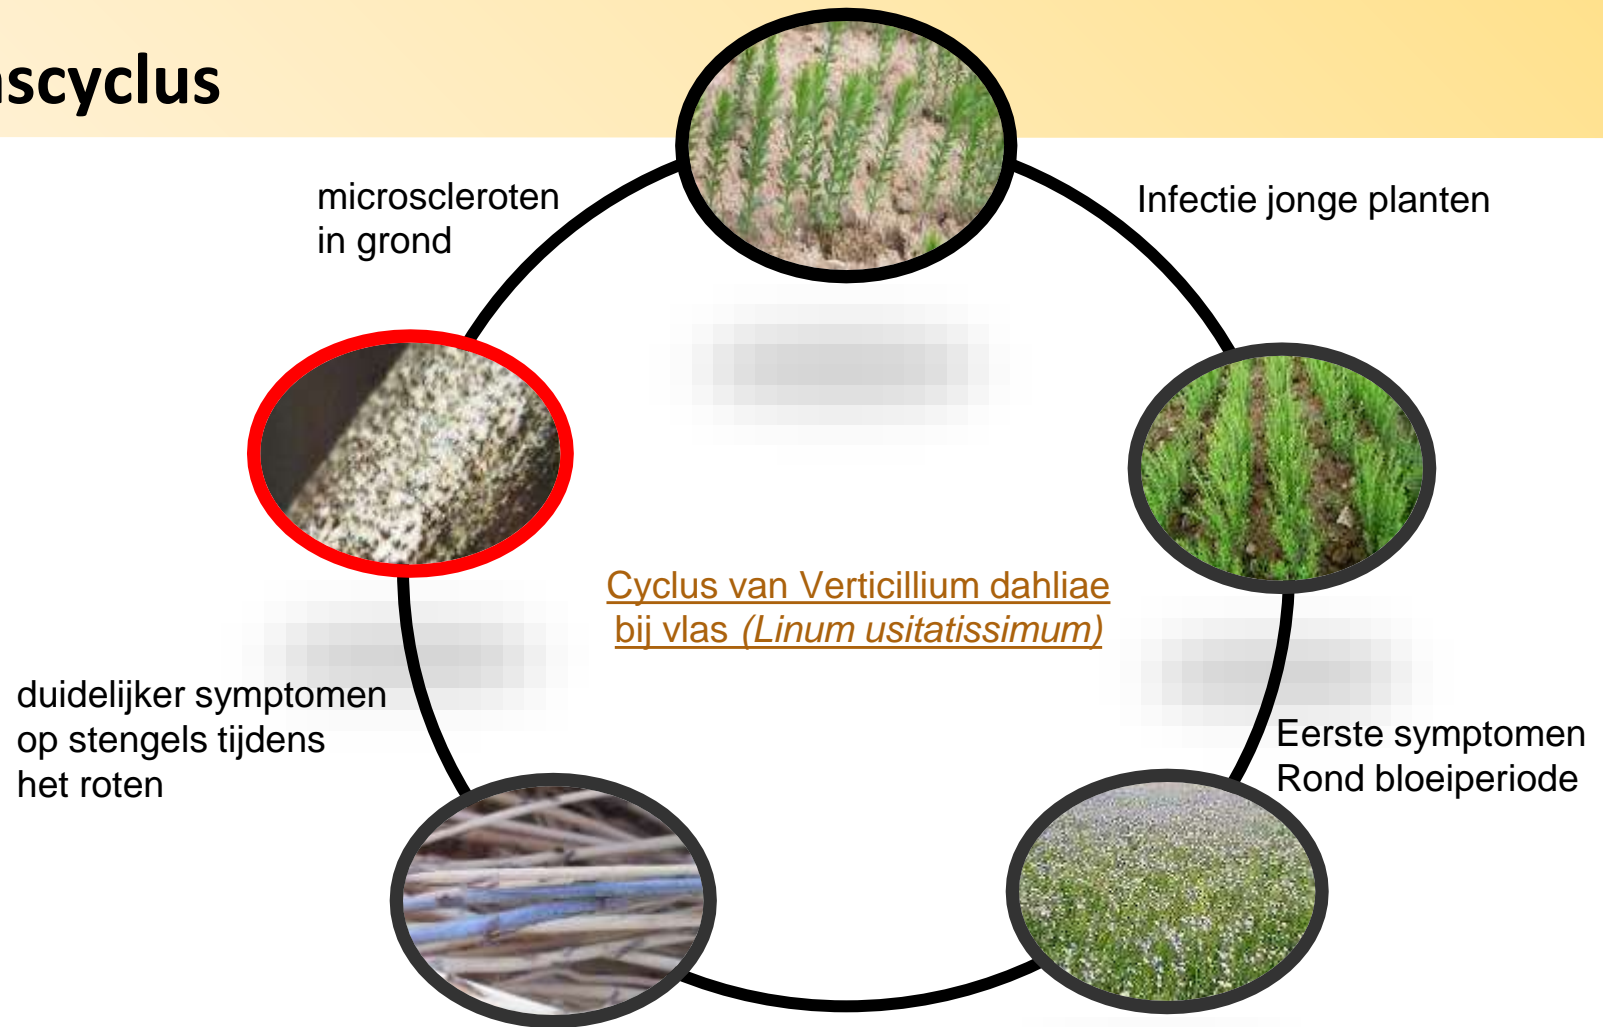 nscyclus
microscleroten
in grond
Infectie jonge planten
Cyclus van Verticillium dahliae
bij vlas (Linum usitatissimum)
duidelijker symptomen
op stengels tijdens
het roten
Eerste symptomen
Rond bloeiperiode